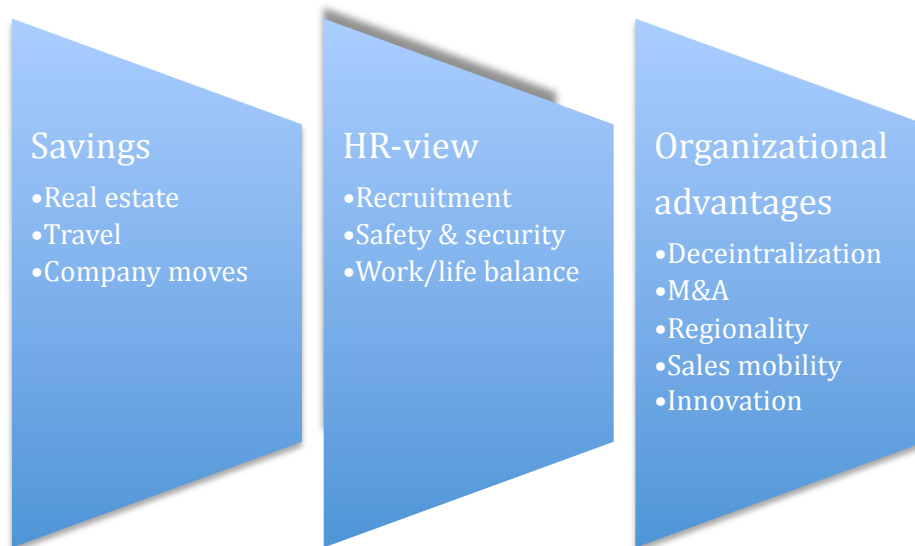 Savings
•Real estate
•Travel
•Company moves
HR-view
•Recruitment
•Safety & security
•Work/life balance
Organizational
advantages
•Deceintralization
•M&A
•Regionality
•Sales mobility
•Innovation